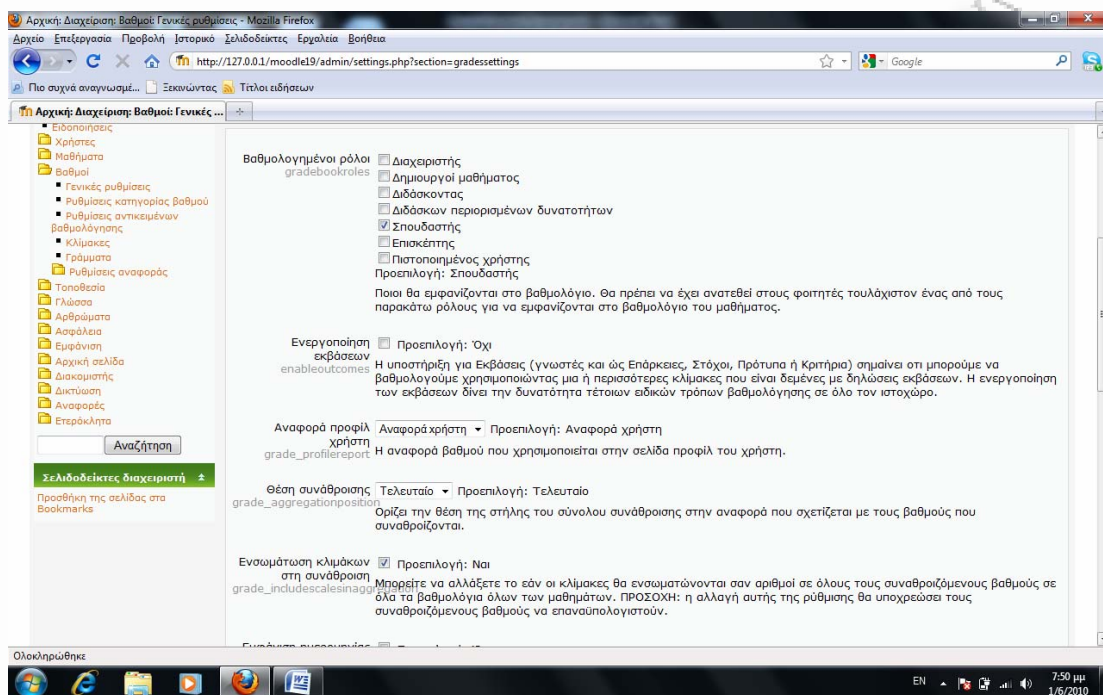 Αρχική: Διαχείριση: Βαθμοί: Γενικές ρυθμίσεις - Mozilla Firefox
Αρχείο Επεξεργασία Προβολή Ιστορικό Σελιδοδείκτες Εργαλεία Βοήθεια
http://127.0.0.1/moodle19/admin/settings.php?section=gradessettings
Google
Πιο συχνά αναγνωσμέ... Ξεκινώντας Τίτλοι ειδήσεων
Αρχική: Διαχείριση: Βαθμοί: Γενικές ...
Ειδοποιήσεις
Χρήστες
Μαθήματα
Βαθμοί
Γενικές ρυθμίσεις
Ρυθμίσεις κατηγορίας βαθμού
Ρυθμίσεις αντικειμένων
βαθμολόγησης
Κλίμακες
Γράμματα
Ρυθμίσεις αναφοράς
Τοποθεσία
Γλώσσα
Αρθρώματα
Ασφάλεια
Εμφάνιση
Αρχική σελίδα
Διακομιστής
Δικτύωση
Αναφορές
Ετερόκλητα
Αναζήτηση
Σελιδοδείκτες διαχειριστή
Προσθήκη της σελίδας στα
Bookmarks
Βαθμολογημένοι ρόλοι
gradebookroles
Διαχειριστής
Δημιουργοί μαθήματος
Διδάσκοντας
Διδάσκων περιορισμένων δυνατοτήτων
Σπουδαστής
Επισκέπτης
Πιστοποιημένος χρήστης
Προεπιλογή: Σπουδαστής
Ποιοι θα εμφανίζονται στο βαθμολόγιο. Θα πρέπει να έχει ανατεθεί στους φοιτητές τουλάχιστον ένας από τους
παρακάτω ρόλους για να εμφανίζονται στο βαθμολόγιο του μαθήματος.
Ενεργοποίηση
εκβάσεων
enableoutcomes
Προεπιλογή: Όχι
Η υποστήριξη για Εκβάσεις (γνωστές και ώς Επάρκειες, Στόχοι, Πρότυπα ή Κριτήρια) σημαίνει οτι μπορούμε να
βαθμολογούμε χρησιμοποιώντας μια ή περισσότερες κλίμακες που είναι δεμένες με δηλώσεις εκβάσεων. Η ενεργοποίηση
των εκβάσεων δίνει την δυνατότητα τέτοιων ειδικών τρόπων βαθμολόγησης σε όλο τον ιστοχώρο.
Αναφορά προφίλ
χρήστη
grade_profilereport
Αναφορά χρήστη Προεπιλογή: Αναφορά χρήστη
Η αναφορά βαθμού που χρησιμοποιείται στην σελίδα προφίλ του χρήστη.
Θέση συνάθροισης
grade_aggregationposition
Τελευταίο Προεπιλογή: Τελευταίο
Ορίζει την θέση της στήλης του σύνολου συνάθροισης στην αναφορά που σχετίζεται με τους βαθμούς που
συναθροίζονται.
Ενσωμάτωση κλιμάκων
στη συνάθροιση
grade_includescalesinaggregation
Προεπιλογή: Ναι
Μπορείτε να αλλάξετε το εάν οι κλίμακες θα ενσωματώνονται σαν αριθμοί σε όλους τους συναθροιζόμενους βαθμούς σε
όλα τα βαθμολόγια όλων των μαθημάτων. ΠΡΟΣΟΧΗ: η αλλαγή αυτής της ρύθμισης θα υποχρεώσει τους
συναθροιζόμενους βαθμούς να επαναϋπολογιστούν.
Ολοκληρώθηκε
EN
7:50 μμ
1/6/2010